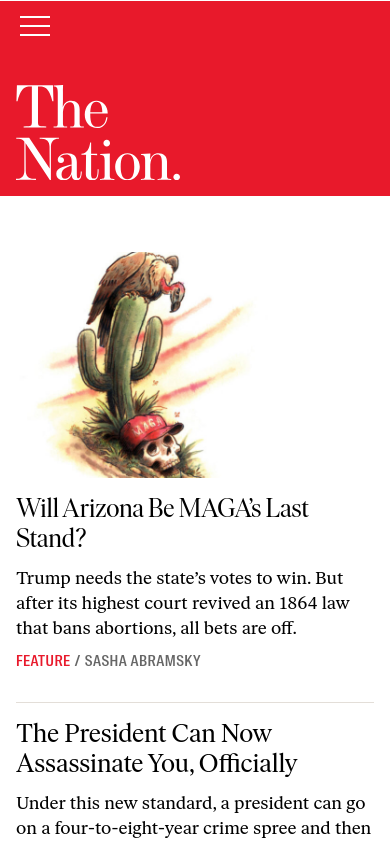 The
Nation.
MAGA
Will Arizona Be MAGA’s Last
Stand?
Trump needs the state’s votes to win. But
after its highest court revived an 1864 law
that bans abortions, all bets are off.
FEATURE / SASHA ABRAMSKY
The President Can Now
Assassinate You, Officially
Under this new standard, a president can go
on a four-to-eight-year crime spree and then